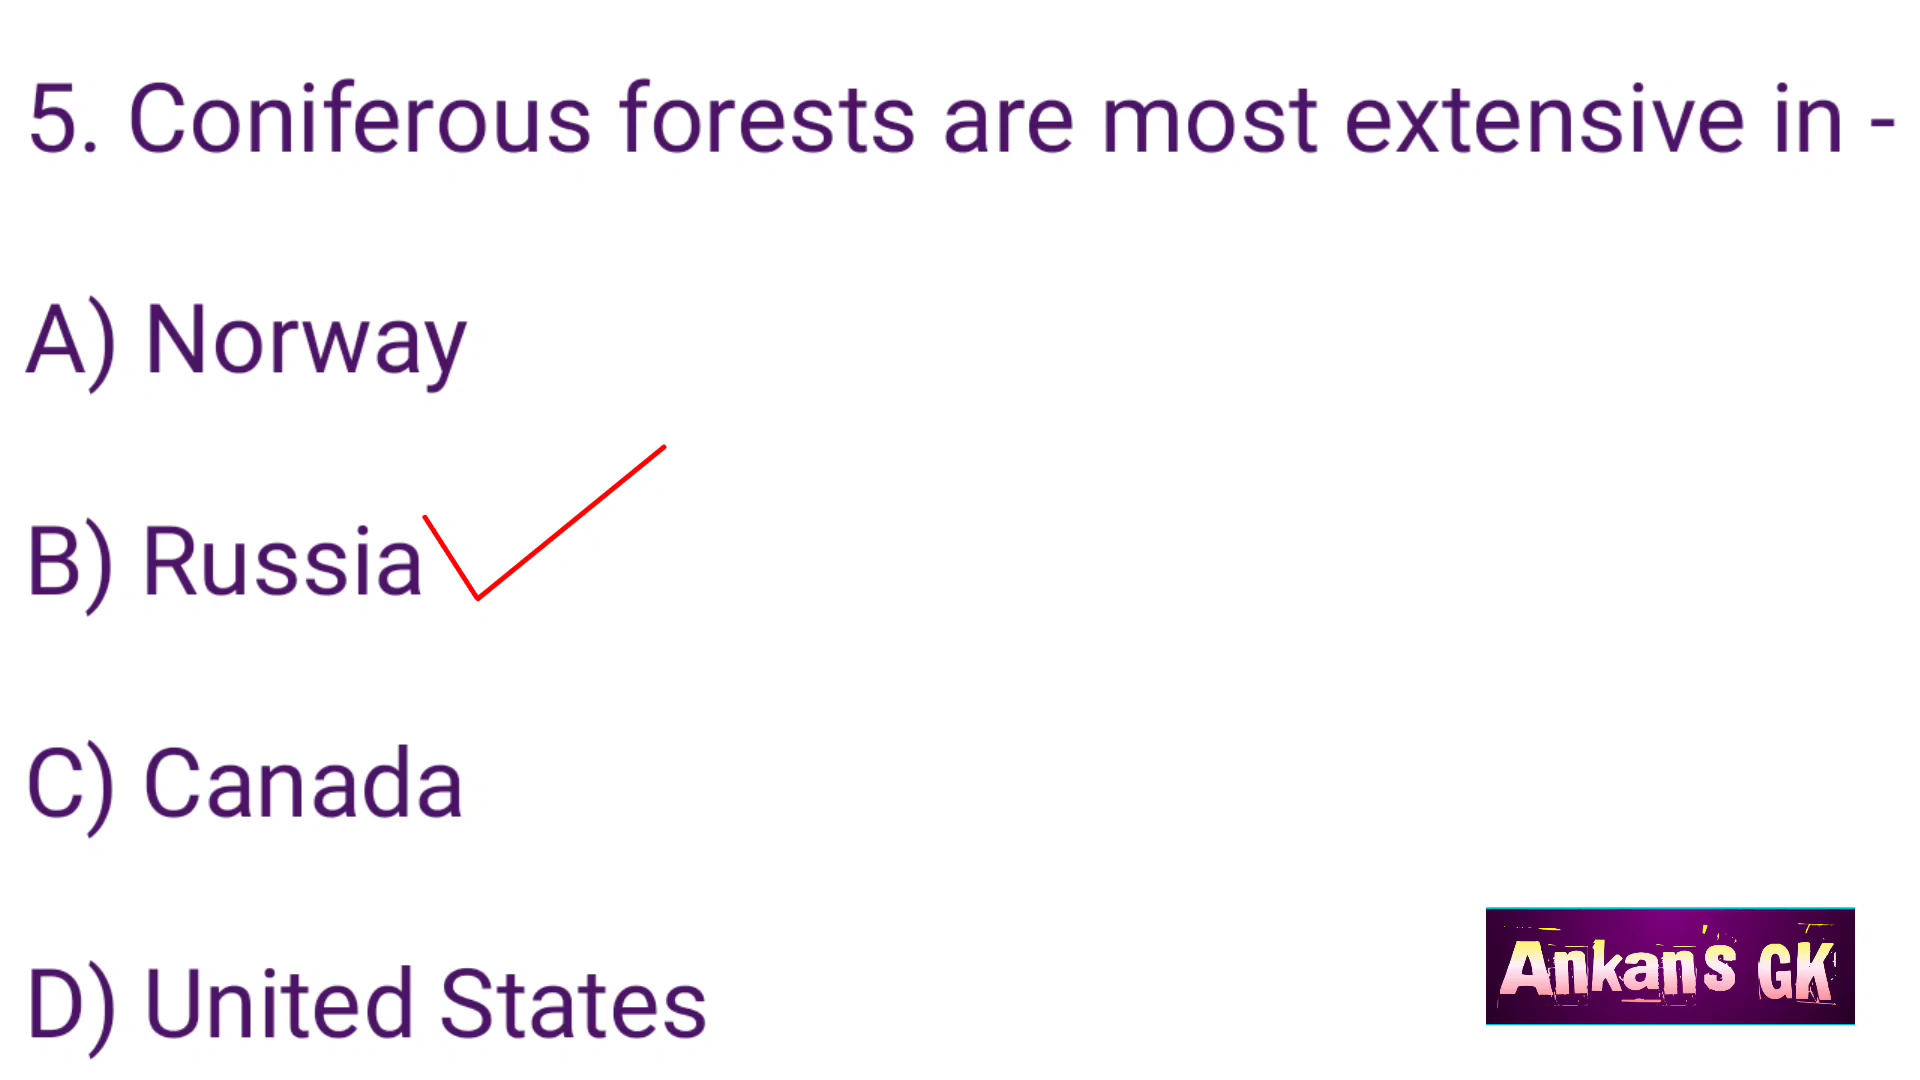 5. Coniferous forests are most extensive in -
A) Norway
B) Russia
C) Canada
D) United States
Ankan's GK